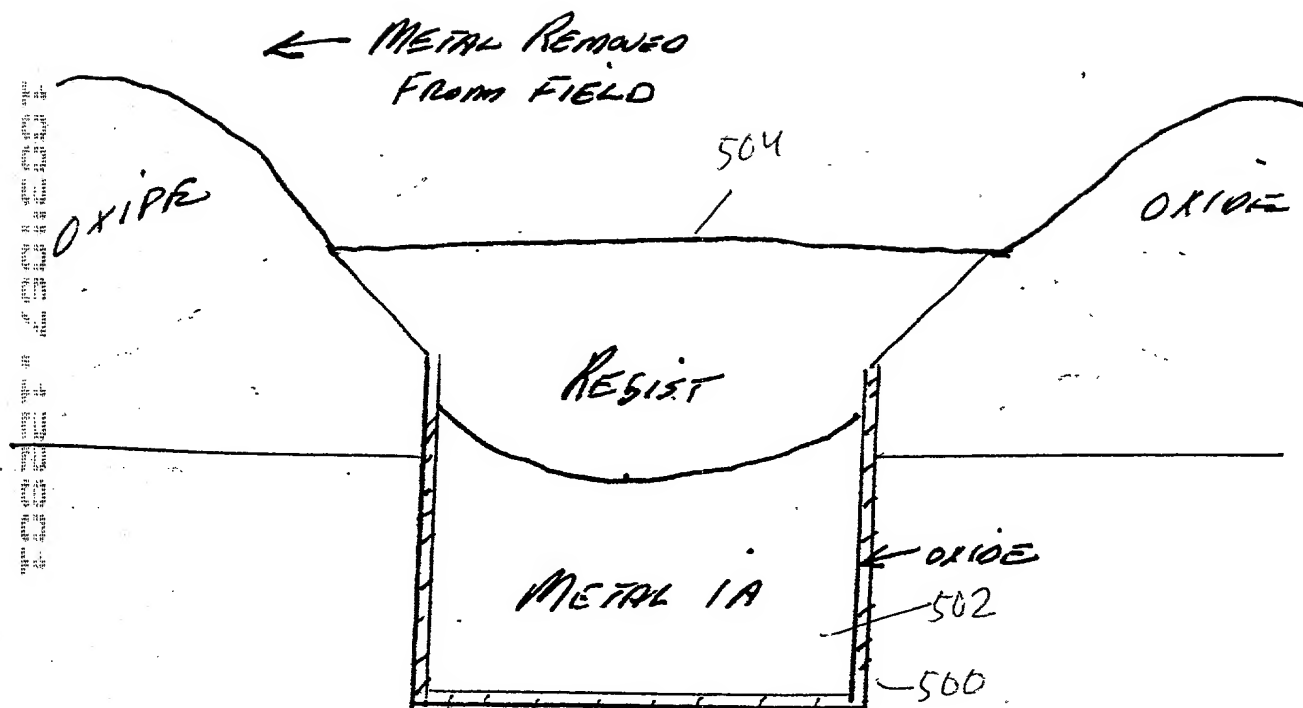 ← METAL REMOVED
FROM FIELD
504
OXIDE
OXIDE
RESIST
← OXIDE
METAL 1A
502
500